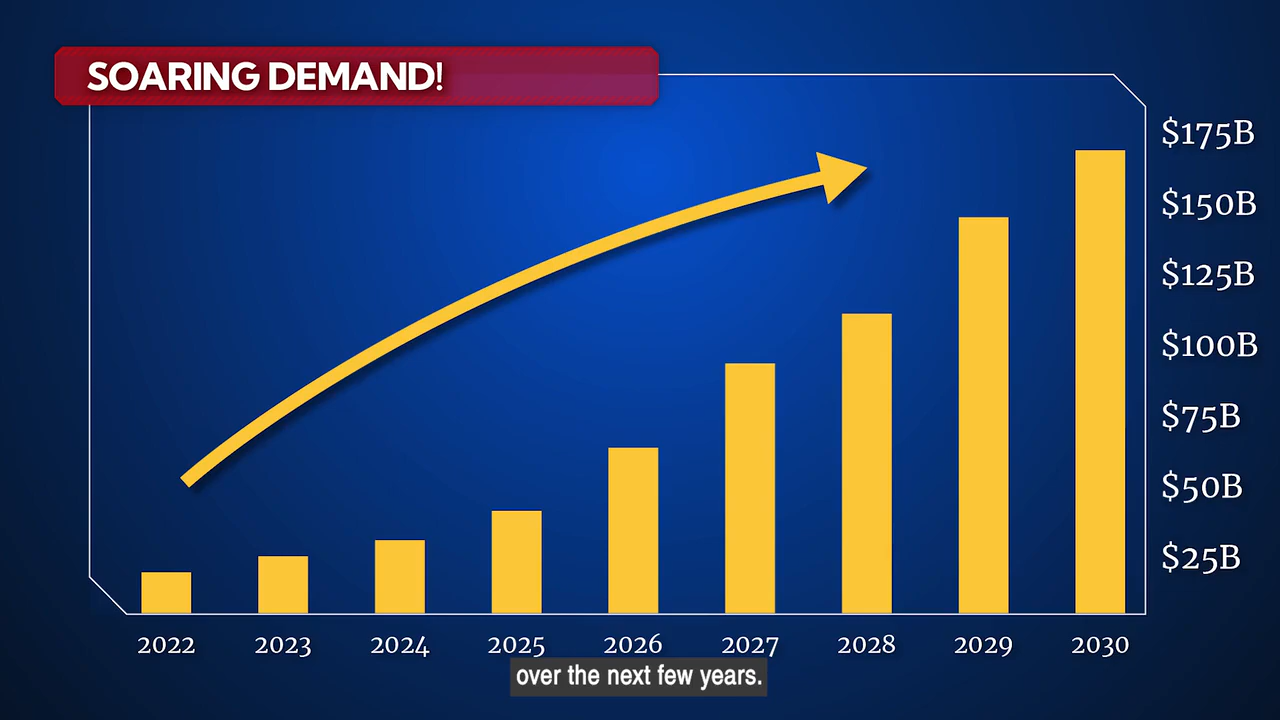 SOARING DEMAND!
$175B
$150B
$125B
$100B
$75B
$50B
$25B
2022 2023 2024 2025 2026 2027 2028 2029 2030
over the next few years.